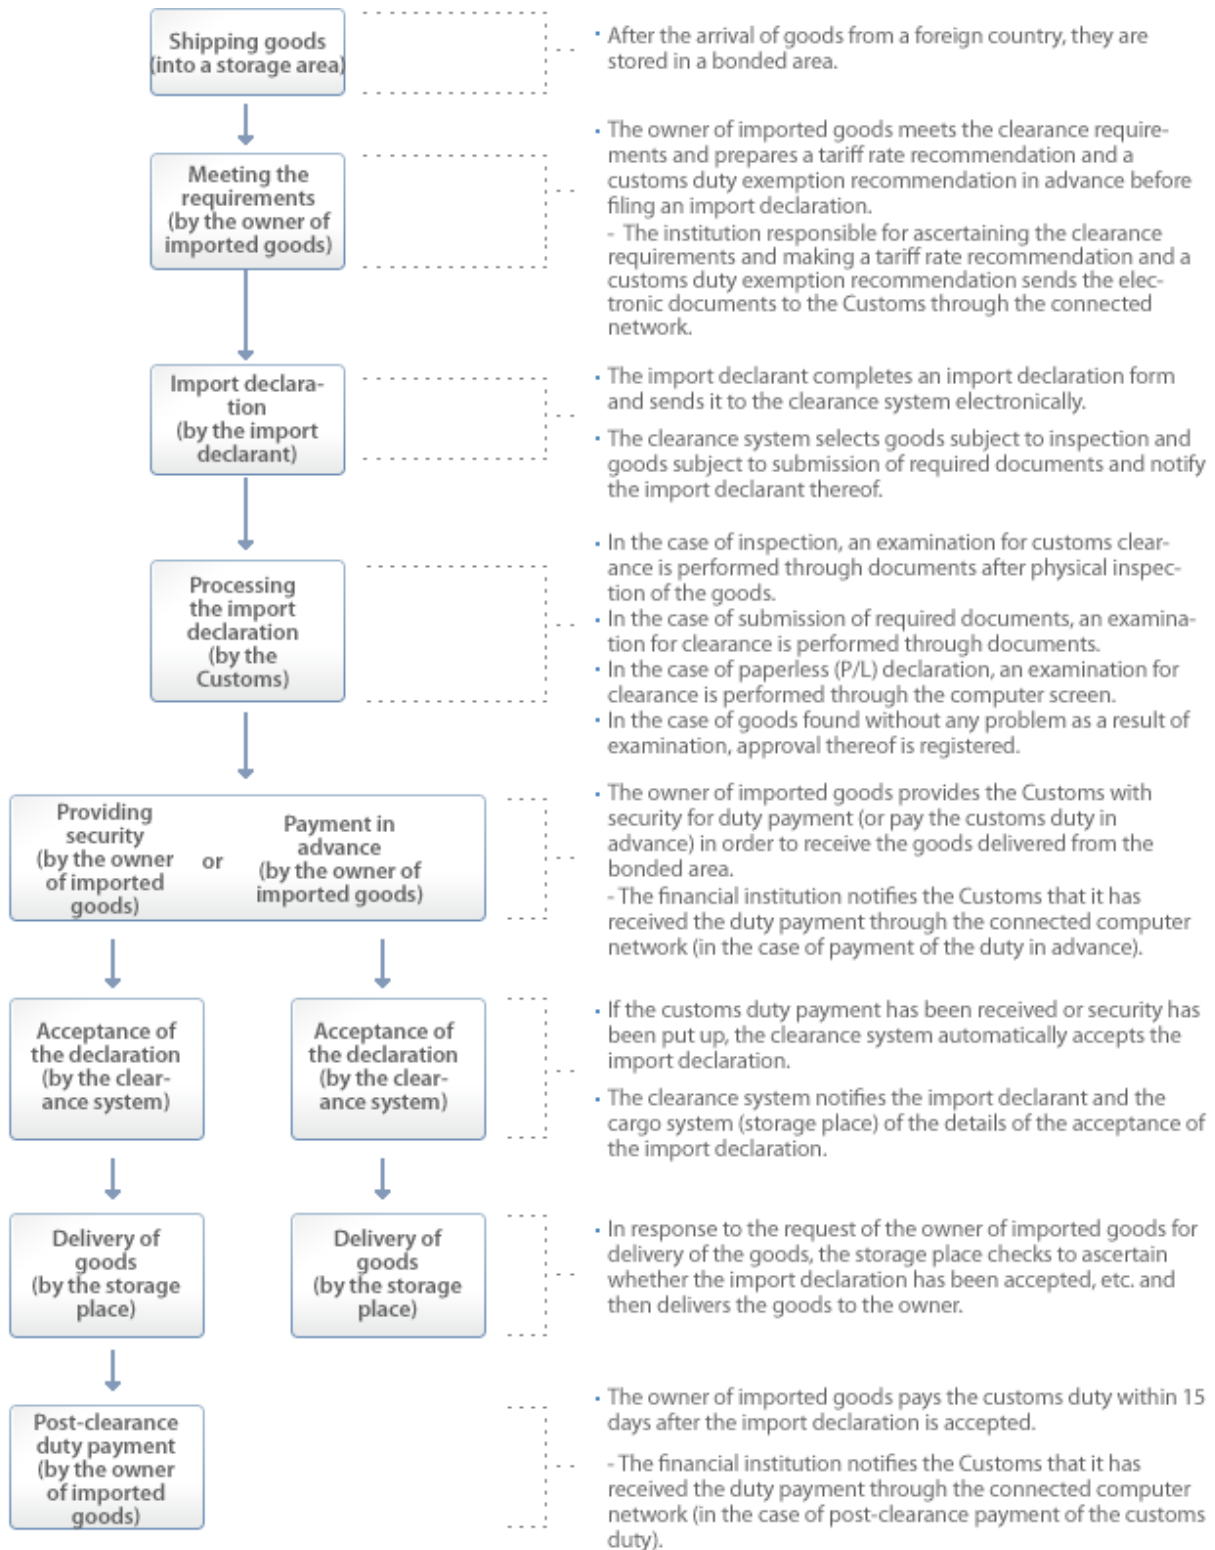 Shipping goods
(into a storage area)
• After the arrival of goods from a foreign country, they are
stored in a bonded area.
Meeting the
requirements
(by the owner of
imported goods)
• The owner of imported goods meets the clearance require-
ments and prepares a tariff rate recommendation and a
customs duty exemption recommendation in advance before
filing an import declaration.
- The institution responsible for ascertaining the clearance
requirements and making a tariff rate recommendation and a
customs duty exemption recommendation sends the elec-
tronic documents to the Customs through the connected
network.
Import declara-
tion
(by the import
declarant)
• The import declarant completes an import declaration form
and sends it to the clearance system electronically.
• The clearance system selects goods subject to inspection and
goods subject to submission of required documents and notify
the import declarant thereof.
Processing
the import
declaration
(by the
Customs)
• In the case of inspection, an examination for customs clear-
ance is performed through documents after physical inspec-
tion of the goods.
• In the case of submission of required documents, an examina-
tion for clearance is performed through documents.
• In the case of paperless (P/L) declaration, an examination for
clearance is performed through the computer screen.
• In the case of goods found without any problem as a result of
examination, approval thereof is registered.
Providing
security
(by the owner
of imported
goods)
or
Payment in
advance
(by the owner of
imported goods)
• The owner of imported goods provides the Customs with
security for duty payment (or pay the customs duty in
advance) in order to receive the goods delivered from the
bonded area.
- The financial institution notifies the Customs that it has
received the duty payment through the connected computer
network (in the case of payment of the duty in advance).
Acceptance of
the declaration
(by the clear-
ance system)
Acceptance of
the declaration
(by the clear-
ance system)
• If the customs duty payment has been received or security has
been put up, the clearance system automatically accepts the
import declaration.
• The clearance system notifies the import declarant and the
cargo system (storage place) of the details of the acceptance of
the import declaration.
Delivery of
goods
(by the storage
place)
Delivery of
goods
(by the storage
place)
• In response to the request of the owner of imported goods for
delivery of the goods, the storage place checks to ascertain
whether the import declaration has been accepted, etc. and
then delivers the goods to the owner.
Post-clearance
duty payment
(by the owner
of imported
goods)
• The owner of imported goods pays the customs duty within 15
days after the import declaration is accepted.
- The financial institution notifies the Customs that it has
received the duty payment through the connected computer
network (in the case of post-clearance payment of the customs
duty).